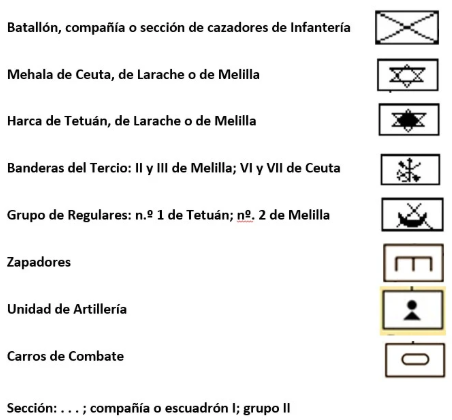 Batallón, compañía o sección de cazadores de Infantería
Mehala de Ceuta, de Larache o de Melilla
Harca de Tetuán, de Larache o de Melilla
Banderas del Tercio: II y III de Melilla; VI y VII de Ceuta
Grupo de Regulares: n.º 1 de Tetuán; nº. 2 de Melilla
Zapadores
Unidad de Artillería
Carros de Combate
Sección: . . . ; compañía o escuadrón I; grupo II